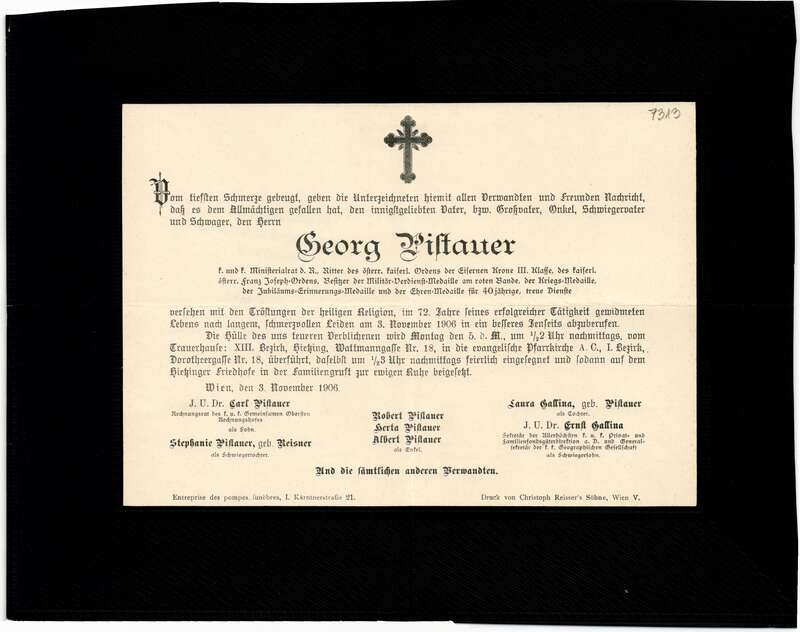 7313
Vom tiefsten Schmerze gebeugt, geben die Unterzeichneten hiemit allen Verwandten und Freunden Nachricht,
daß es dem Allmächtigen gefallen hat, den innigstgeliebten Vater, bzw. Großvater, Onkel, Schwiegervater
und Schwager, den Herrn
Georg Pistauer
k. und k. Ministerialrat d. R., Ritter des österr. kaiserl. Ordens der Eisernen Krone III. Klasse, des kaiserl.
österr. Franz Joseph-Ordens, Besitzer der Militär-Verdienst-Medaille am roten Bande, der Kriegs-Medaille,
der Jubiläums-Erinnerungs-Medaille und der Ehren-Medaille für 40jährige, treue Dienste
versehen mit den Tröstungen der heiligen Religion, im 72. Jahre seines erfolgreicher Tätigkeit gewidmeten
Lebens nach langem, schmerzvollen Leiden am 3. November 1906 in ein besseres Jenseits abzuberufen.
Die Hülle des uns teueren Verblichenen wird Montag den 5. d. M., um ½2 Uhr nachmittags, vom
Trauerhause: XIII. Bezirk, Hietzing, Wattmanngasse Nr. 18, in die evangelische Pfarrkirche A. C., I. Bezirk,
Dorotheergasse Nr. 18, überführt, daselbst um ½3 Uhr nachmittags feierlich eingesegnet und sodann auf dem
Hietzinger Friedhofe in der Familiengruft zur ewigen Ruhe beigesetzt.
Wien, den 3. November 1906.
J. U. Dr. Carl Pistauer
Rechnungsrat des k. u. k. Gemeinsamen Obersten
Rechnungshofes
als Sohn.
Stephanie Pistauer, geb. Reisner
als Schwiegertochter.
Robert Pistauer
Herta Pistauer
Albert Pistauer
als Enkel.
Laura Gallina, geb. Pistauer
als Tochter.
J. U. Dr. Ernst Gallina
Sekretär der Allerhöchsten k. u. k. Privat- und
Familienfondsgüterdirektion a. D. und General-
sekretär der k. k. Geographischen Gesellschaft
als Schwiegersohn.
Und die sämtlichen anderen Verwandten.
Entreprise des pompes funèbres, I. Kärntnerstraße 21.
Druck von Christoph Reisser's Söhne, Wien V.